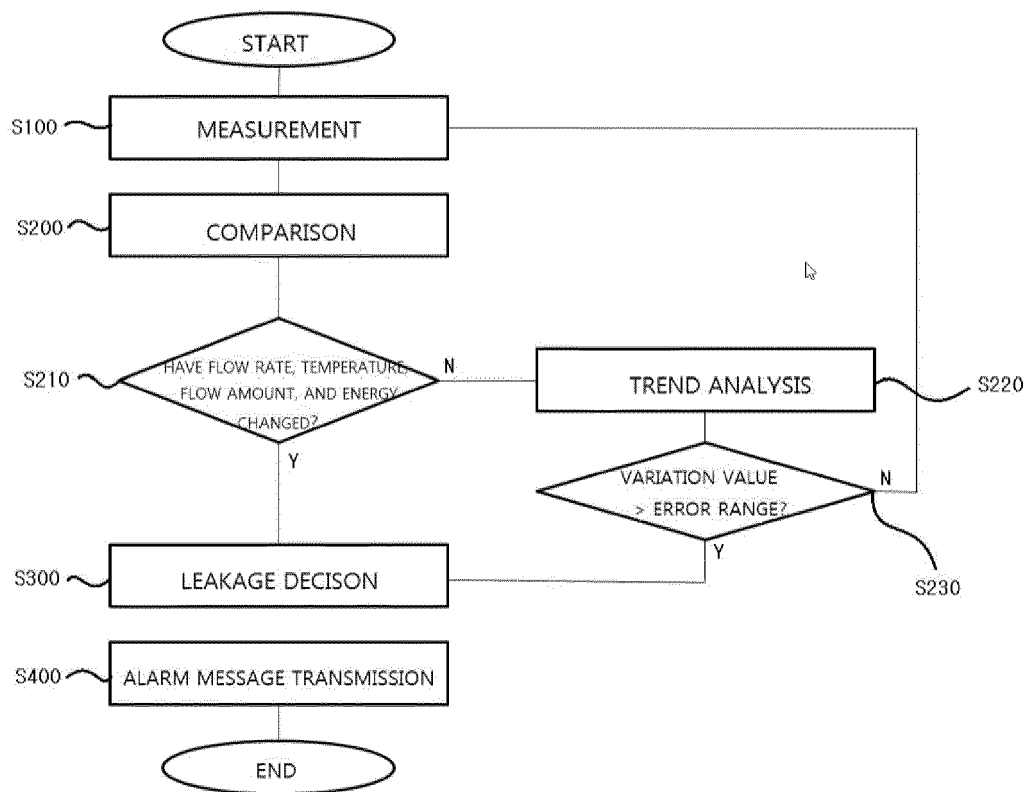 START
S100
MEASUREMENT
S200
COMPARISON
S210
HAVE FLOW RATE, TEMPERATURE,
FLOW AMOUNT, AND ENERGY
CHANGED?
N
Y
TREND ANALYSIS
S220
VARIATION VALUE
> ERROR RANGE?
N
Y
S230
S300
LEAKAGE DECISON
S400
ALARM MESSAGE TRANSMISSION
END